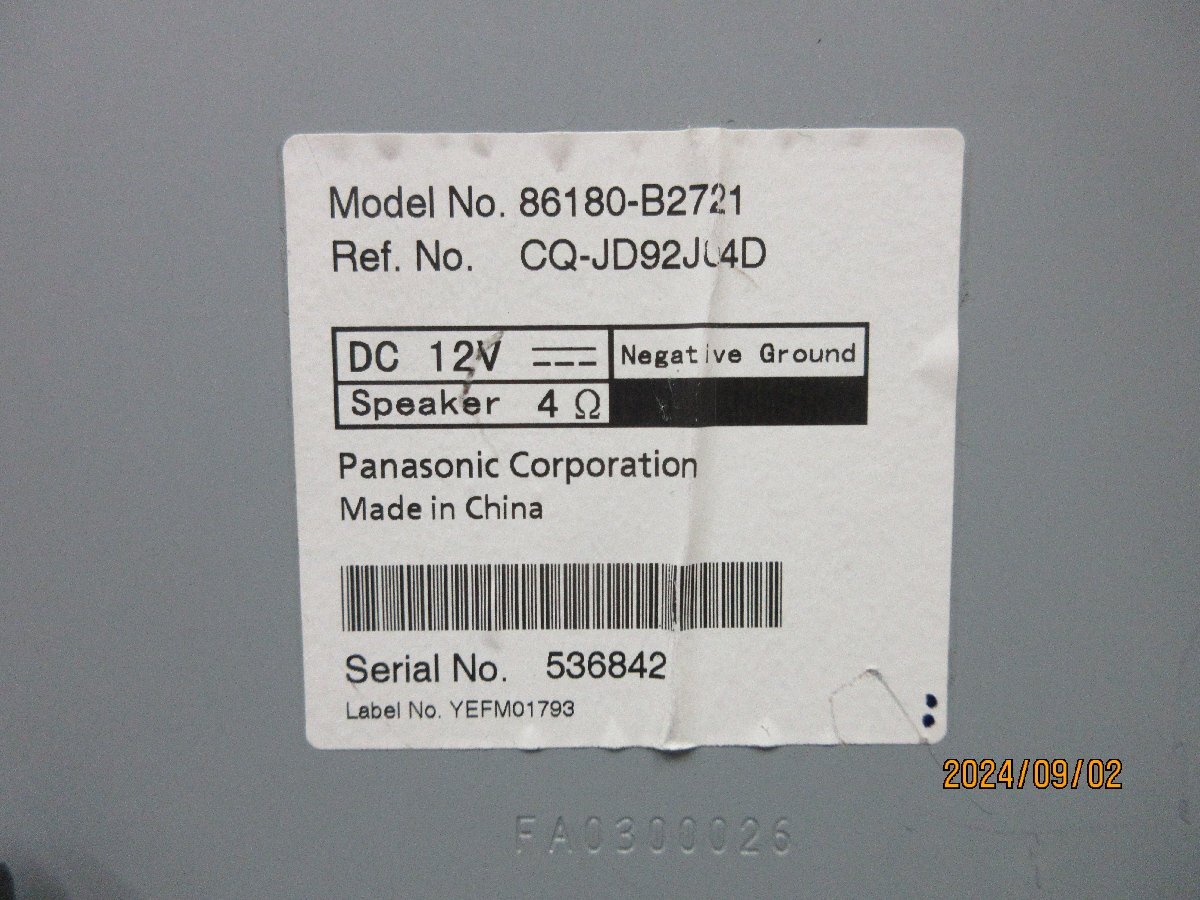 Model No. 86180-B2721
Ref. No. CQ-JD92J04D
DC 12V Negative Ground
Speaker 4 Ω
Panasonic Corporation
Made in China
Serial No. 536842
Label No. YEFM01793
2024/09/02
FA0300026